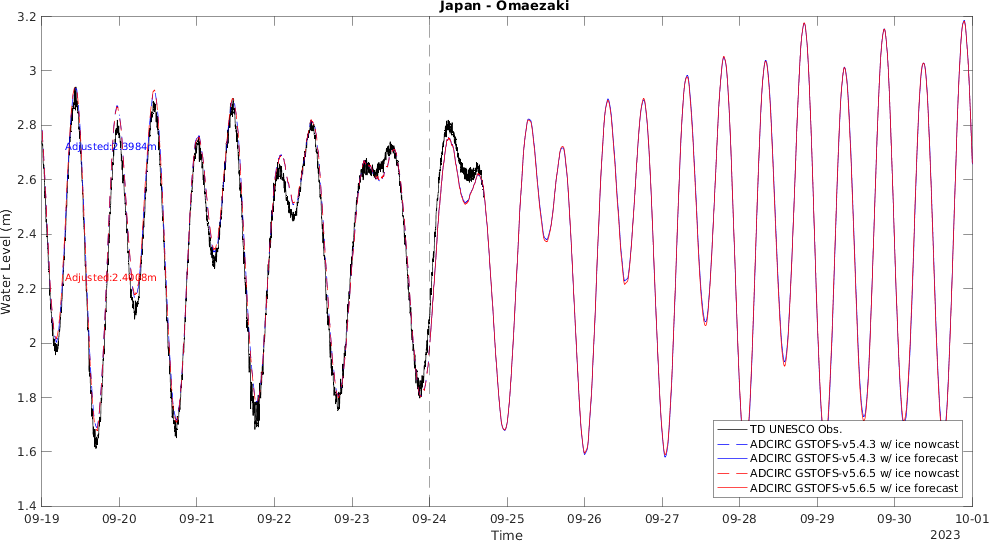 Japan - Omaezaki
3.2
3
2.8
2.6
2.4
2.2
2
1.8
1.6
1.4
Water Level (m)
Adjusted:2.3984m
Adjusted:2.4008m
TD UNESCO Obs.
ADCIRC GSTOFS-v5.4.3 w/ ice nowcast
ADCIRC GSTOFS-v5.4.3 w/ ice forecast
ADCIRC GSTOFS-v5.6.5 w/ ice nowcast
ADCIRC GSTOFS-v5.6.5 w/ ice forecast
09-19 09-20 09-21 09-22 09-23 09-24 09-25 09-26 09-27 09-28 09-29 09-30 10-01
Time
2023